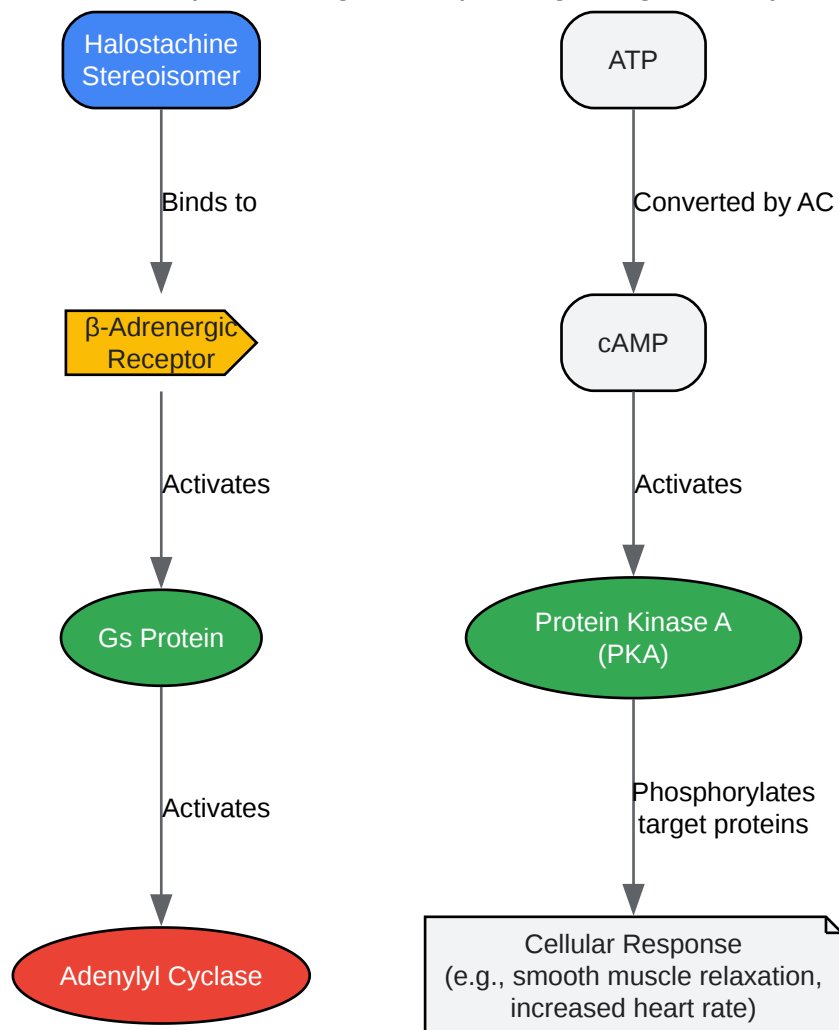 Halostachine
Stereoisomer
Binds to
β-Adrenergic
Receptor
Activates
Gs Protein
Activates
Adenylyl Cyclase
ATP
Converted by AC
cAMP
Activates
Protein Kinase A
(PKA)
Phosphorylates
target proteins
Cellular Response
(e.g., smooth muscle relaxation,
increased heart rate)